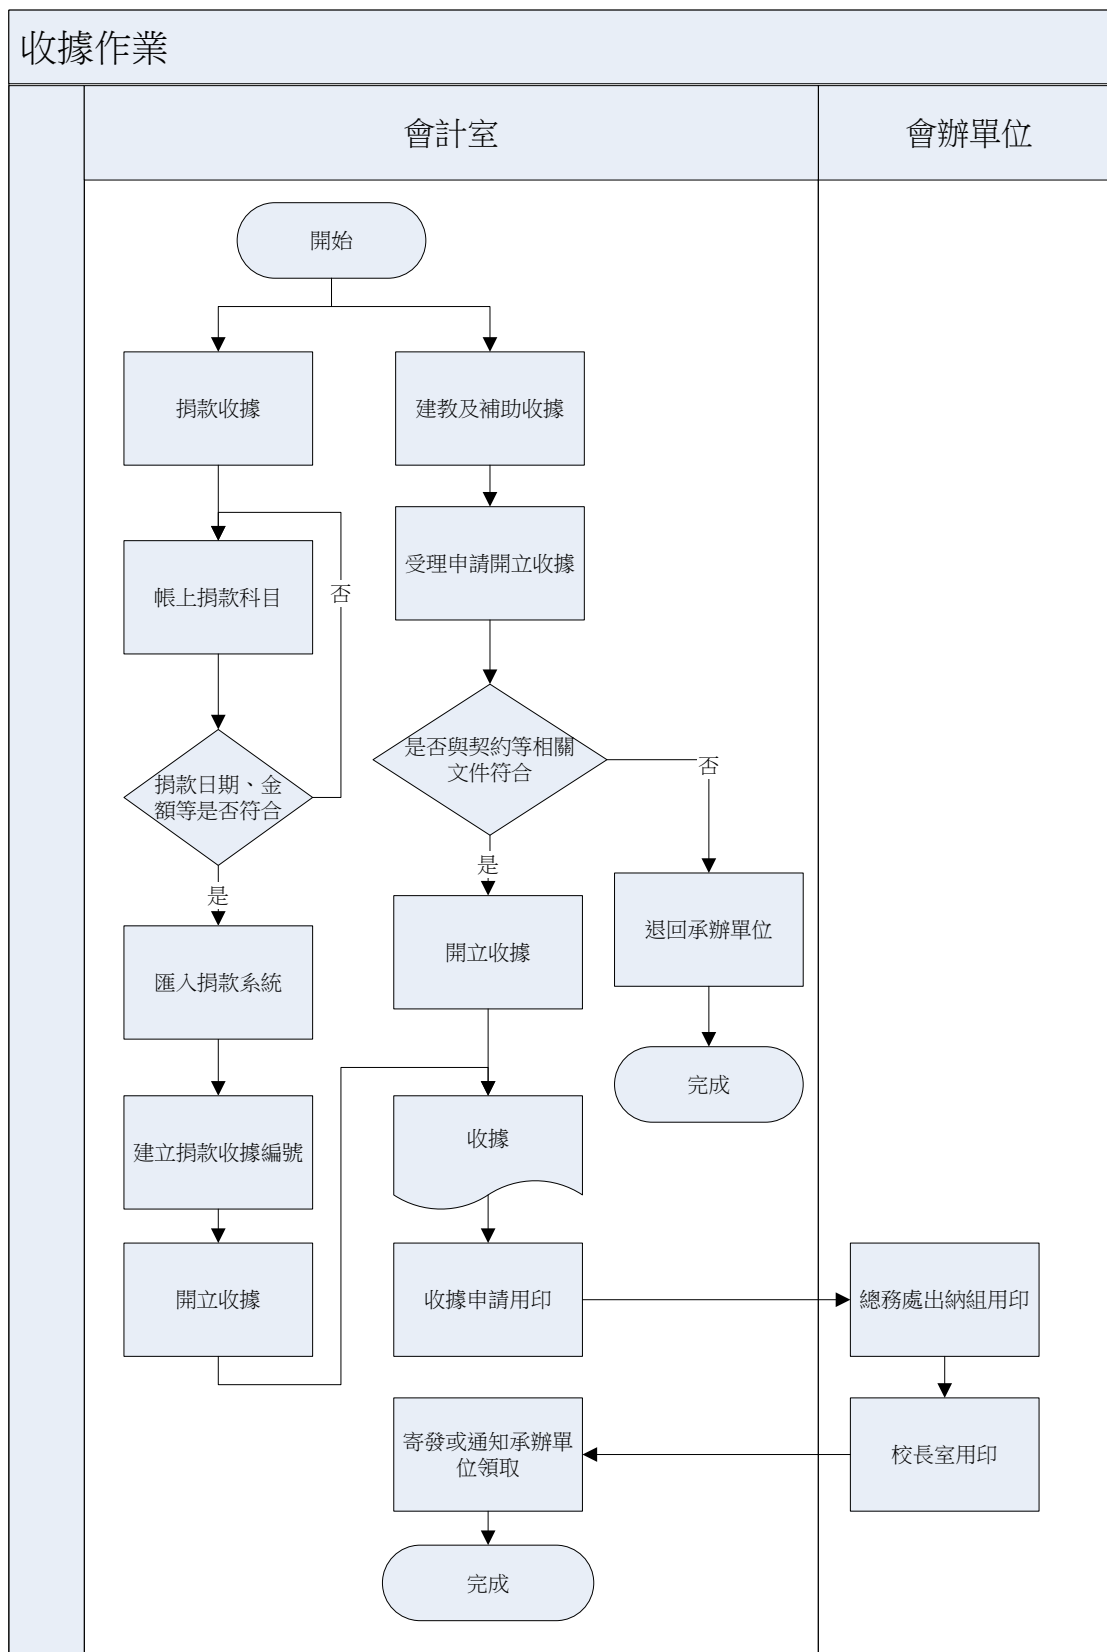 收據作業
會計室
會辦單位
開始
捐款收據
建教及補助收據
受理申請開立收據
帳上捐款科目
否
是否與契約等相關
文件符合
否
捐款日期、金
額等是否符合
是
是
開立收據
退回承辦單位
匯入捐款系統
完成
收據
建立捐款收據編號
開立收據
收據申請用印
總務處出納組用印
寄發或通知承辦單
位領取
校長室用印
完成